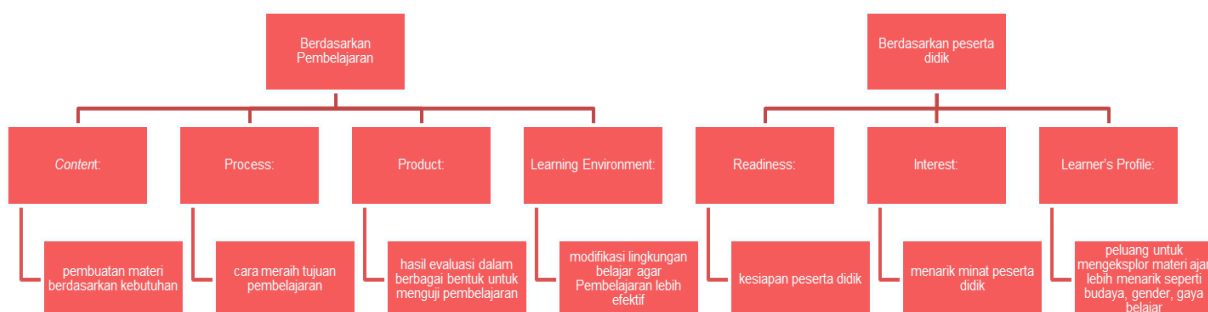 Berdasarkan
Pembelajaran
Berdasarkan peserta
didik
Content:
Process:
Product:
Learning Environment:
Readiness:
Interest:
Learner's Profile:
pembuatan materi
berdasarkan kebutuhan
cara meraih tujuan
pembelajaran
hasil evaluasi dalam
berbagai bentuk untuk
menguji pembelajaran
modifikasi lingkungan
belajar agar
Pembelajaran lebih
efektif
kesiapan peserta didik
menarik minat peserta
didik
peluang untuk
mengeksplor materi ajar
lebih menarik seperti
budaya, gender, gaya
belajar